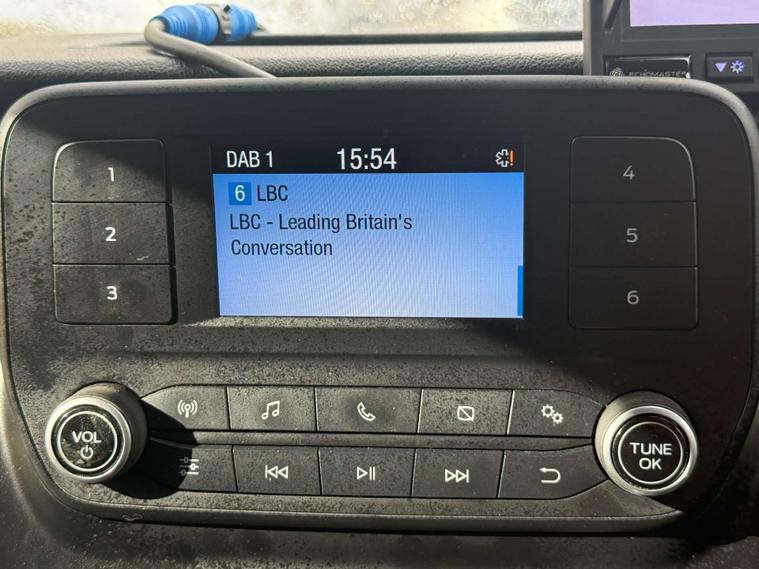 ECHOMASTER
DAB 1 15:54
6 LBC
LBC - Leading Britain's
Conversation
1
2
3
4
5
6
VOL
TUNE
OK